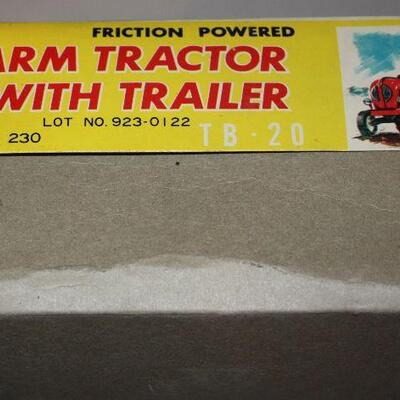 FRICTION POWERED
ARM TRACTOR
WITH TRAILER
LOT NO. 923-0122
230 TB-20